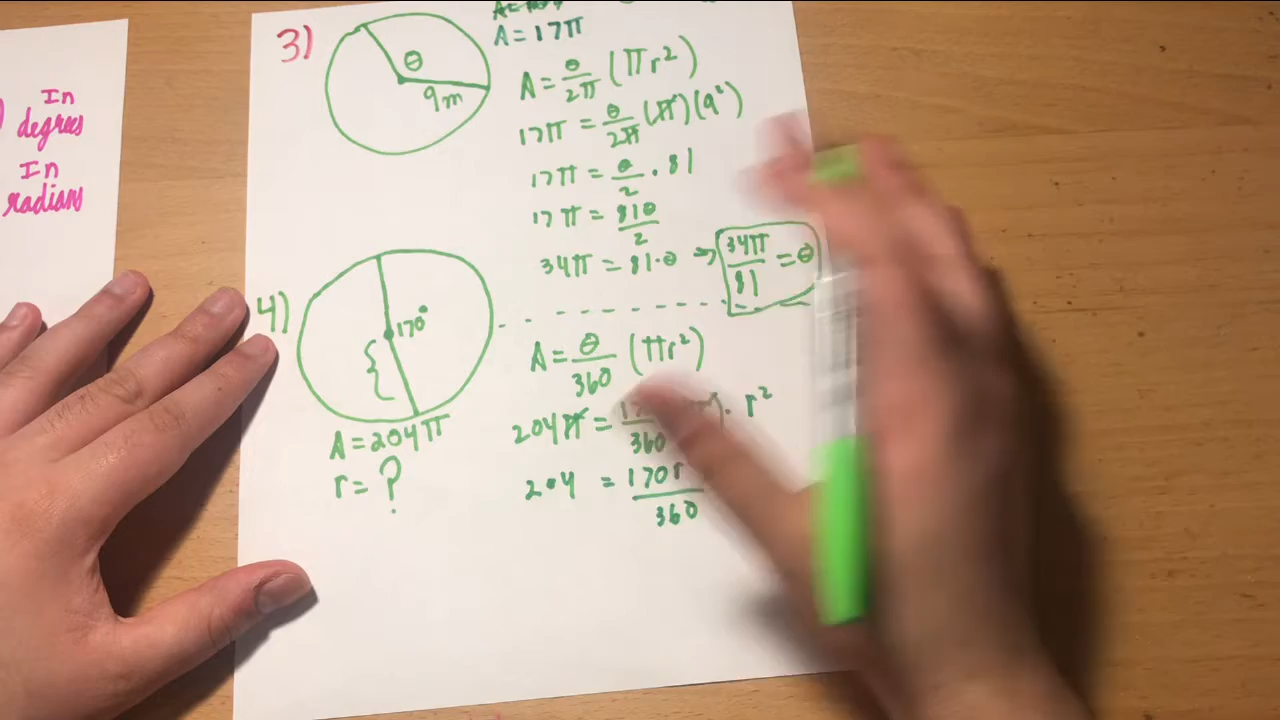 In
degrees
In
radians
3)
θ
9m
A = 17π
A = θ/2π (πr²)
17π = θ/2π (π)(9²)
17π = θ/2 · 81
17π = 81θ/2
34π = 81·θ → 34π/81 = θ
4)
170°
A = 204π
r = ?
A = θ/360 (πr²)
204π = /360 · r²
204 = 170r/360